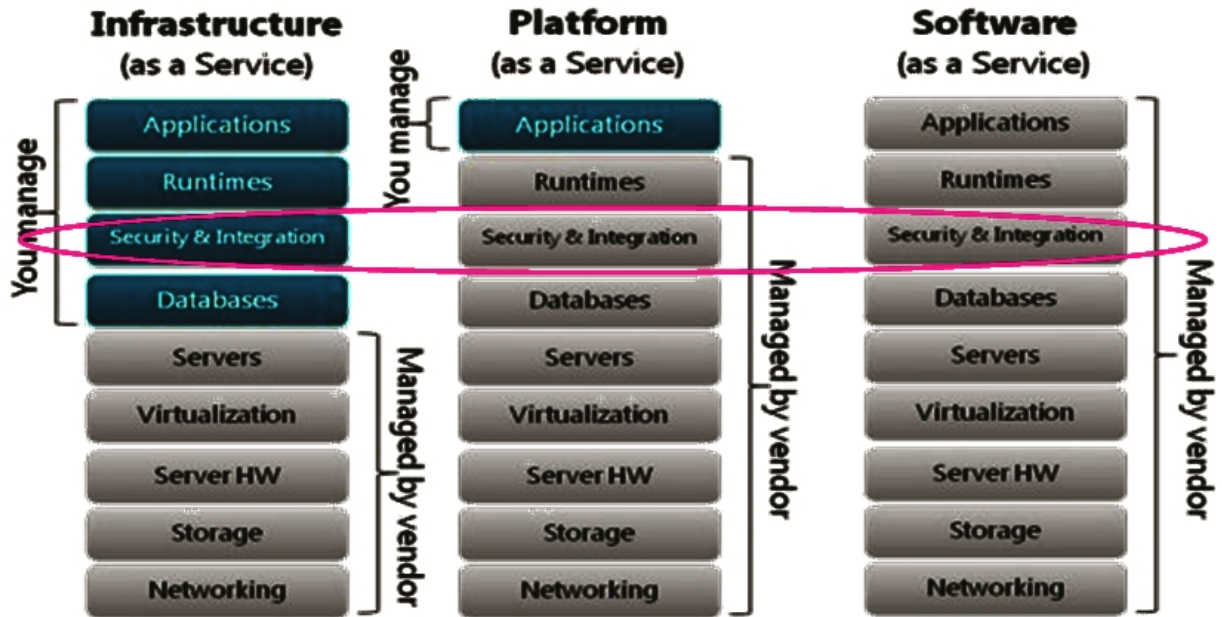 Infrastructure
(as a Service)
You manage
Applications
Runtimes
Security & Integration
Databases
Servers
Virtualization
Server HW
Storage
Networking
Managed by vendor
Platform
(as a Service)
You manage
Applications
Runtimes
Security & Integration
Databases
Servers
Virtualization
Server HW
Storage
Networking
Managed by vendor
Software
(as a Service)
Applications
Runtimes
Security & Integration
Databases
Servers
Virtualization
Server HW
Storage
Networking
Managed by vendor